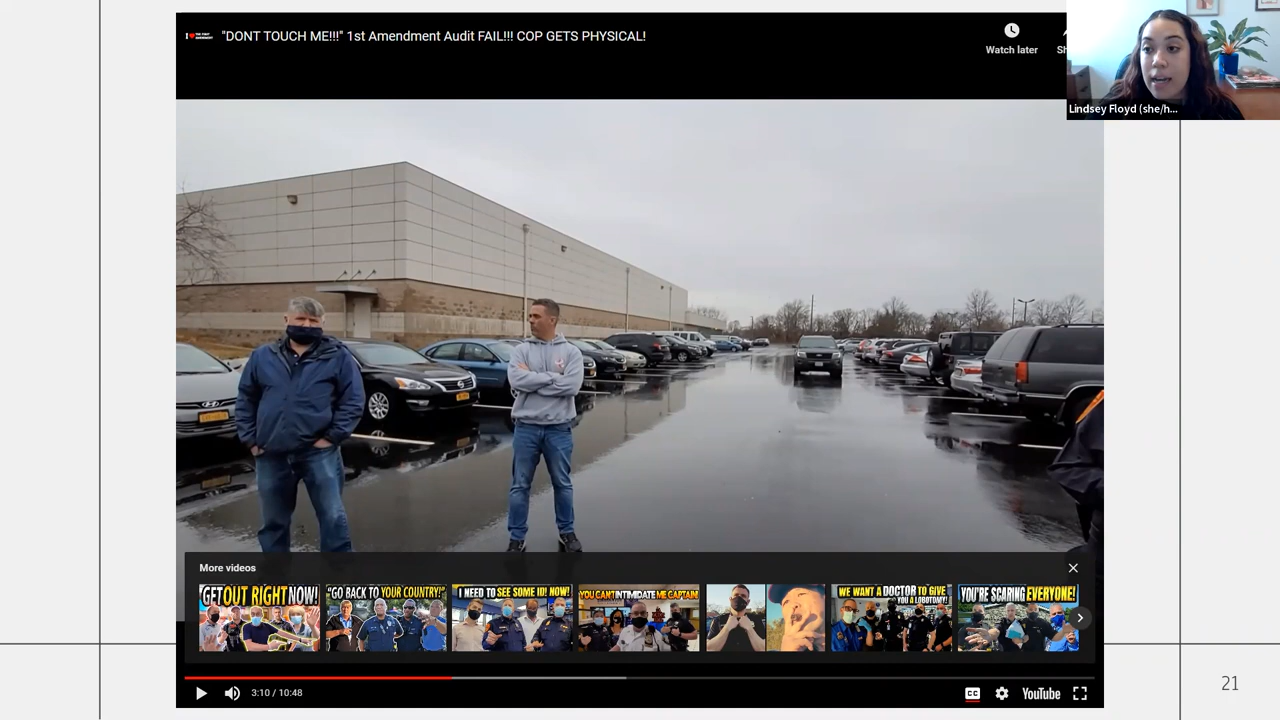 "DONT TOUCH ME!!!" 1st Amendment Audit FAIL!!! COP GETS PHYSICAL!
Watch later
Lindsey Floyd (she/h...
More videos
GET OUT RIGHT NOW!
"GO BACK TO YOUR COUNTRY!"
I NEED TO SEE SOME ID! NOW!
YOU CANT INTIMIDATE ME CAPTAIN!
WE WANT A DOCTOR TO GIVE
YOU A LOBOTOMY!
YOU'RE SCARING EVERYONE!
3:10 / 10:48
CC
YouTube
21